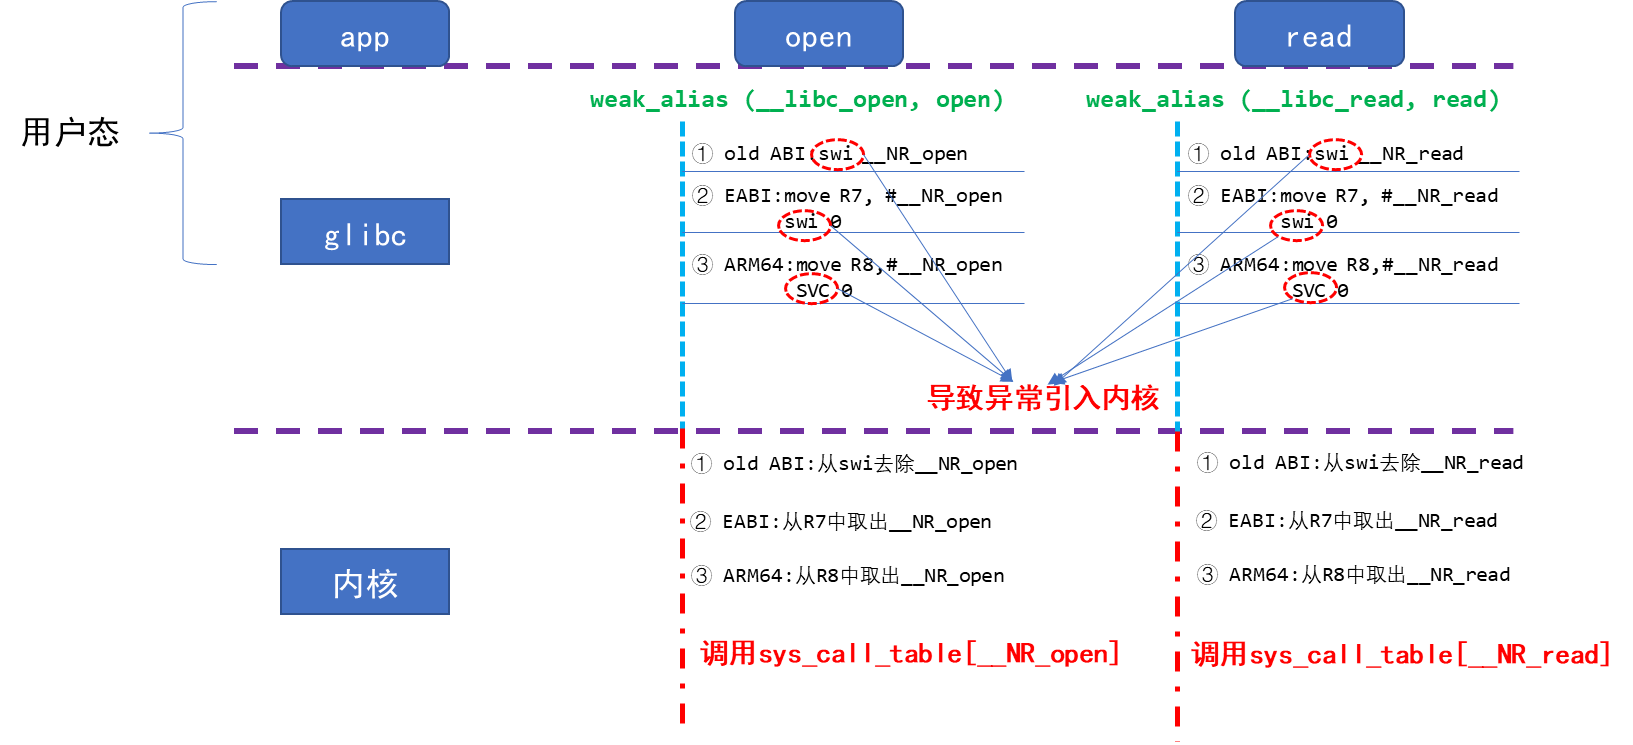 app
open
read
weak_alias (__libc_open, open)
weak_alias (__libc_read, read)
用户态
① old ABI:swi __NR_open
② EABI:move R7, #__NR_open
swi 0
③ ARM64:move R8,#__NR_open
SVC 0
① old ABI:swi __NR_read
② EABI:move R7, #__NR_read
swi 0
③ ARM64:move R8,#__NR_read
SVC 0
glibc
导致异常引入内核
① old ABI:从swi去除__NR_open
② EABI:从R7中取出__NR_open
③ ARM64:从R8中取出__NR_open
① old ABI:从swi去除__NR_read
② EABI:从R7中取出__NR_read
③ ARM64:从R8中取出__NR_read
内核
调用sys_call_table[__NR_open]
调用sys_call_table[__NR_read]